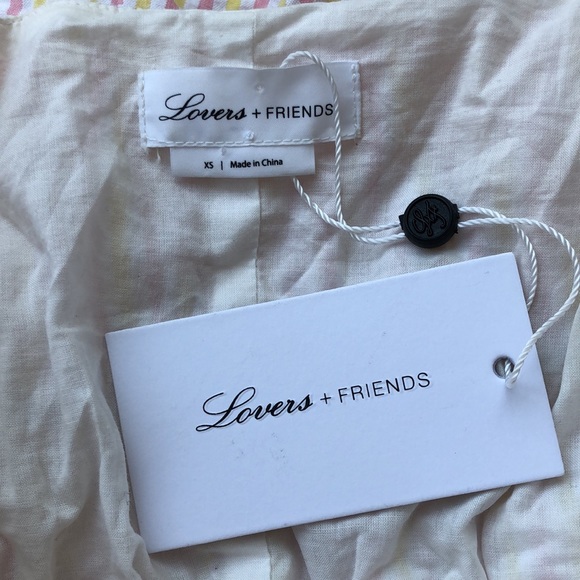 Lovers + FRIENDS
XS | Made in China
Lovers + FRIENDS